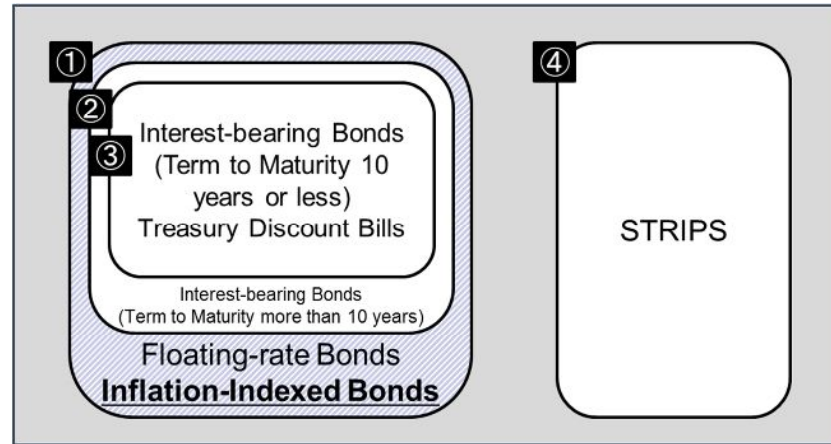 ①
②
③
Interest-bearing Bonds
(Term to Maturity 10
years or less)
Treasury Discount Bills
Interest-bearing Bonds
(Term to Maturity more than 10 years)
Floating-rate Bonds
Inflation-Indexed Bonds
④
STRIPS